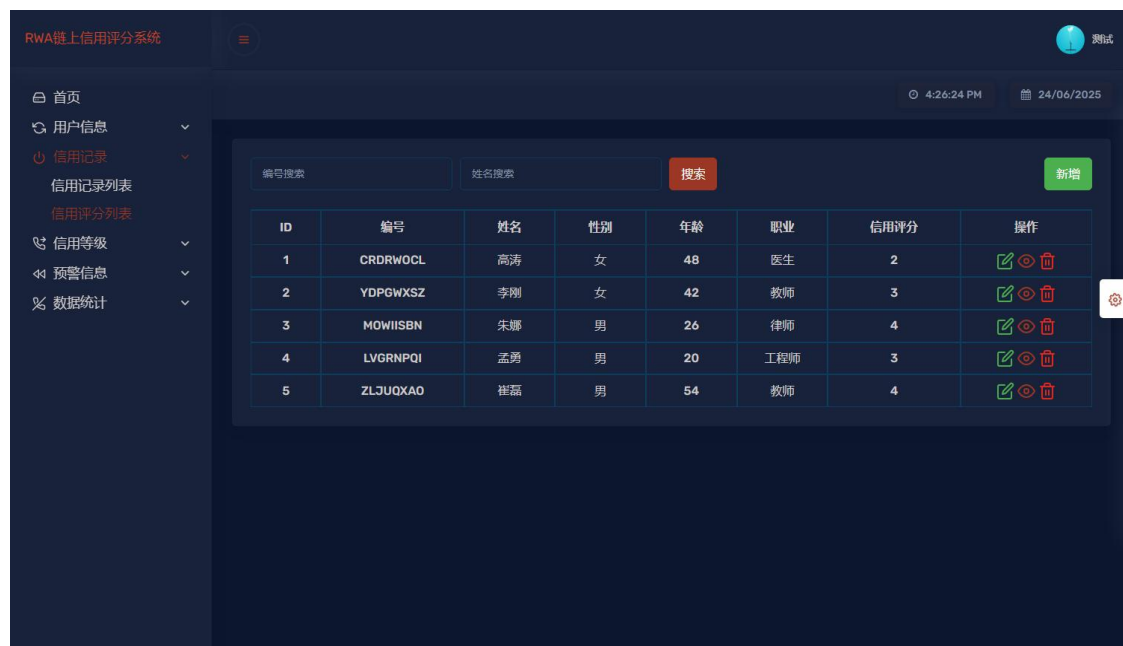 RWA链上信用评分系统
测试
4:26:24 PM 24/06/2025
首页
用户信息
信用记录
信用记录列表
信用评分列表
信用等级
预警信息
数据统计
编号搜索 姓名搜索 搜索 新增
ID 编号 姓名 性别 年龄 职业 信用评分 操作
1 CRDRWOCL 高涛 女 48 医生 2
2 YDPGWXSZ 李刚 女 42 教师 3
3 MOWIISBN 朱娜 男 26 律师 4
4 LVGRNPQI 孟勇 男 20 工程师 3
5 ZLJUQXAO 崔磊 男 54 教师 4